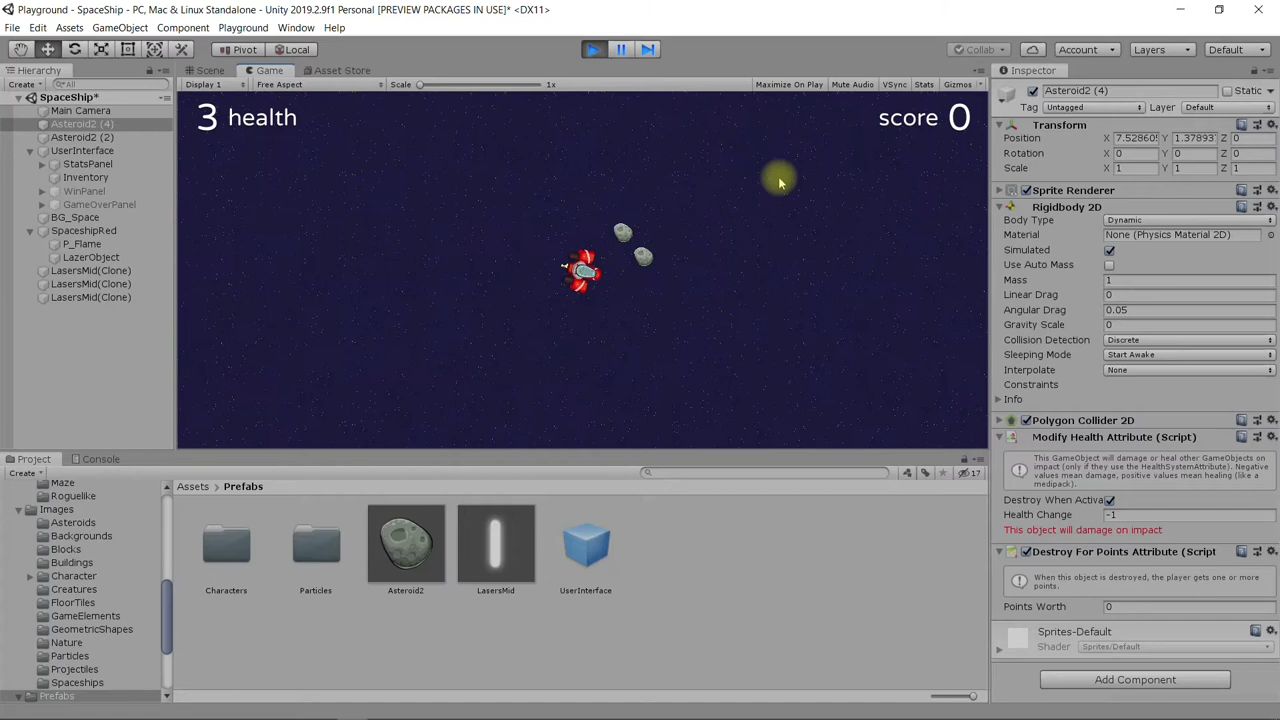 Playground - SpaceShip - PC, Mac & Linux Standalone - Unity 2019.2.9f1 Personal [PREVIEW PACKAGES IN USE]* <DX11>
File Edit Assets GameObject Component Playground Window Help
Pivot Local Collab Account Layers Default
Hierarchy
Create All
SpaceShip*
Main Camera
Asteroid2 (4)
Asteroid2 (2)
UserInterface
StatsPanel
Inventory
WinPanel
GameOverPanel
BG_Space
SpaceshipRed
P_Flame
LazerObject
LasersMid(Clone)
LasersMid(Clone)
LasersMid(Clone)
Scene Game Asset Store
Display 1 Free Aspect Scale 1x Maximize On Play Mute Audio VSync Stats Gizmos
3 health
score 0
Inspector
Asteroid2 (4) Static
Tag Untagged Layer Default
Transform
Position X 7.52860 Y 1.37893 Z 0
Rotation X 0 Y 0 Z 0
Scale X 1 Y 1 Z 1
Sprite Renderer
Rigidbody 2D
Body Type Dynamic
Material None (Physics Material 2D)
Simulated
Use Auto Mass
Mass 1
Linear Drag 0
Angular Drag 0.05
Gravity Scale 0
Collision Detection Discrete
Sleeping Mode Start Awake
Interpolate None
Constraints
Info
Polygon Collider 2D
Modify Health Attribute (Script)
This GameObject will damage or heal other GameObjects on
impact (only if they use the HealthSystemAttribute). Negative
values mean damage, positive values mean healing (like a
medipack).
Destroy When Activa
Health Change -1
This object will damage on impact
Destroy For Points Attribute (Script
When this object is destroyed, the player gets one or more
points.
Points Worth 0
Sprites-Default
Shader Sprites/Default
Add Component
Project Console
Create 17
Maze
Roguelike
Images
Asteroids
Backgrounds
Blocks
Buildings
Character
Creatures
FloorTiles
GameElements
GeometricShapes
Nature
Particles
Projectiles
Spaceships
Prefabs
Assets Prefabs
Characters Particles Asteroid2 LasersMid UserInterface